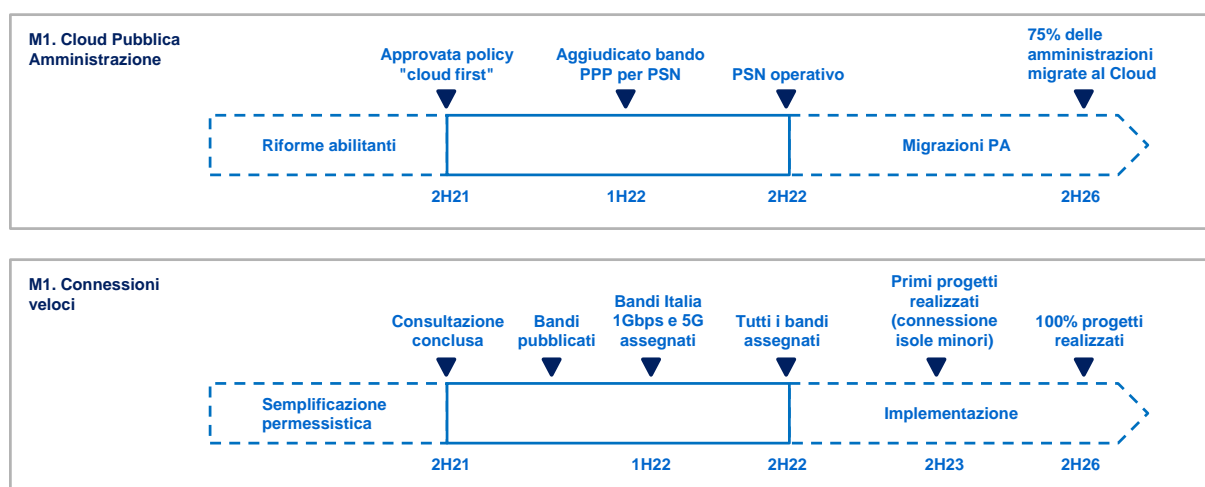 M1. Cloud Pubblica
Amministrazione
Approvata policy
"cloud first"
Aggiudicato bando
PPP per PSN
PSN operativo
75% delle
amministrazioni
migrate al Cloud
Riforme abilitanti
Migrazioni PA
2H21
1H22
2H22
2H26
M1. Connessioni
veloci
Consultazione
conclusa
Bandi
pubblicati
Bandi Italia
1Gbps e 5G
assegnati
Tutti i bandi
assegnati
Primi progetti
realizzati
(connessione
isole minori)
100% progetti
realizzati
Semplificazione
permessistica
Implementazione
2H21
1H22
2H22
2H23
2H26